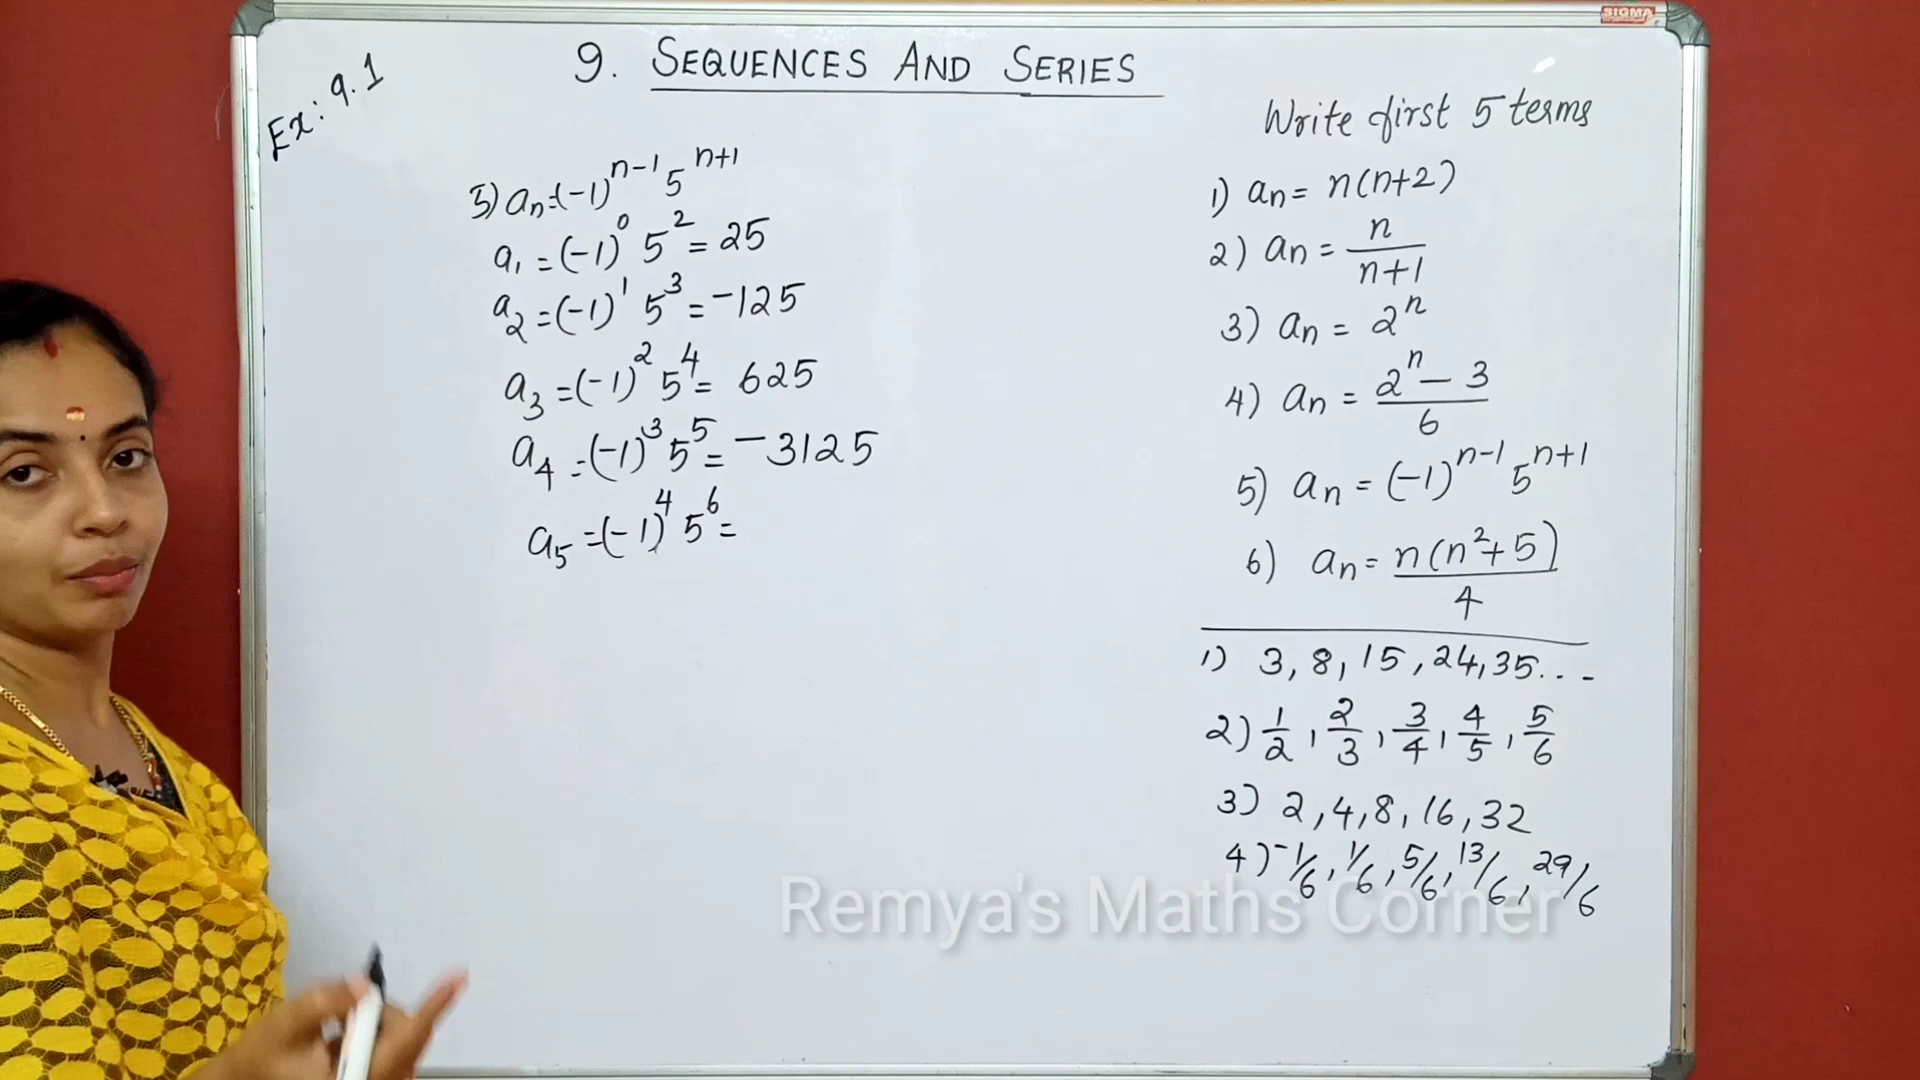 SIGMA
9. SEQUENCES AND SERIES
Ex: 9.1
5) aₙ=(-1)ⁿ⁻¹ 5ⁿ⁺¹
a₁ = (-1)⁰ 5² = 25
a₂ = (-1)¹ 5³ = -125
a₃ = (-1)² 5⁴ = 625
a₄ = (-1)³ 5⁵ = -3125
a₅ = (-1)⁴ 5⁶ =
Write first 5 terms
1) aₙ = n(n+2)
2) aₙ = n/(n+1)
3) aₙ = 2ⁿ
4) aₙ = (2ⁿ - 3)/6
5) aₙ = (-1)ⁿ⁻¹ 5ⁿ⁺¹
6) aₙ = n(n²+5)/4
1) 3, 8, 15, 24, 35...
2) 1/2, 2/3, 3/4, 4/5, 5/6
3) 2, 4, 8, 16, 32
4) -1/6, 1/6, 5/6, 13/6, 29/6
Remya's Maths Corner